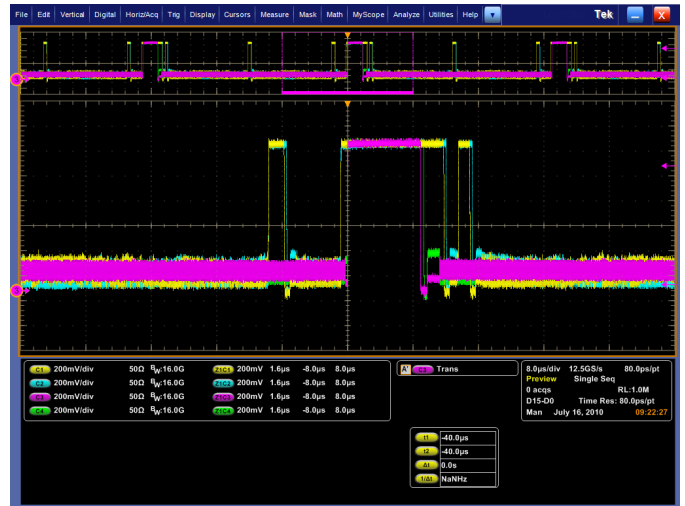 File Edit Vertical Digital Horiz/Acq Trig Display Cursors Measure Mask Math MyScope Analyze Utilities Help Tek X
3
3
C1 200mV/div 50Ω BW:16.0G Z1C1 200mV 1.6µs -8.0µs 8.0µs
C2 200mV/div 50Ω BW:16.0G Z1C2 200mV 1.6µs -8.0µs 8.0µs
C3 200mV/div 50Ω BW:16.0G Z1C3 200mV 1.6µs -8.0µs 8.0µs
C4 200mV/div 50Ω BW:16.0G Z1C4 200mV 1.6µs -8.0µs 8.0µs
A' C3 Trans
8.0µs/div 12.5GS/s 80.0ps/pt
Preview Single Seq
0 acqs RL:1.0M
D15-D0 Time Res: 80.0ps/pt
Man July 16, 2010 09:22:27
t1 -40.0µs
t2 -40.0µs
Δt 0.0s
1/Δt NaNHz